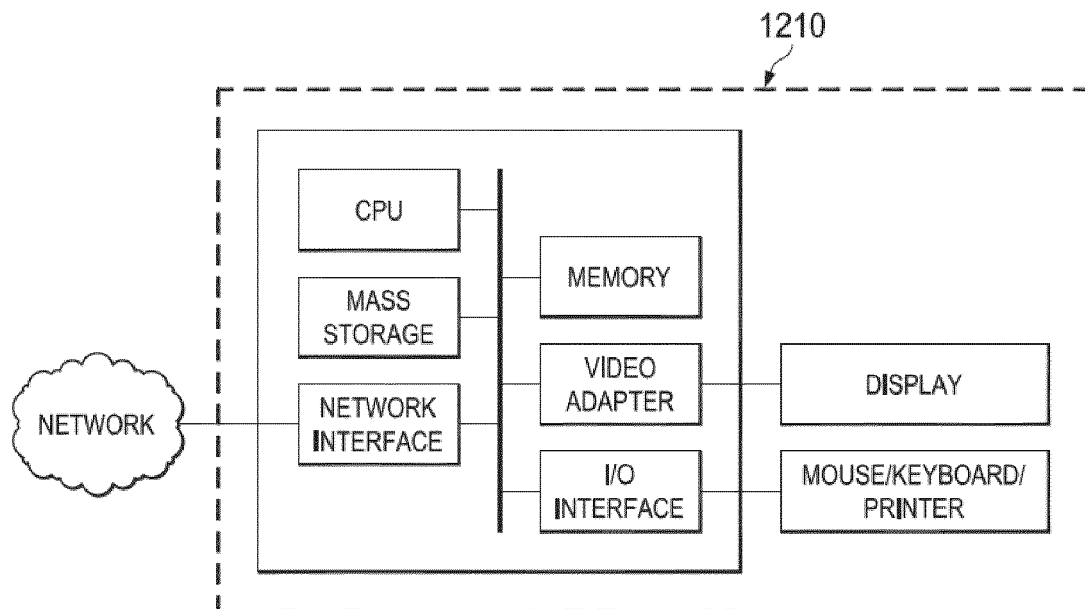 1210
CPU
MEMORY
MASS
STORAGE
VIDEO
ADAPTER
DISPLAY
NETWORK
NETWORK
INTERFACE
I/O
INTERFACE
MOUSE/KEYBOARD/
PRINTER